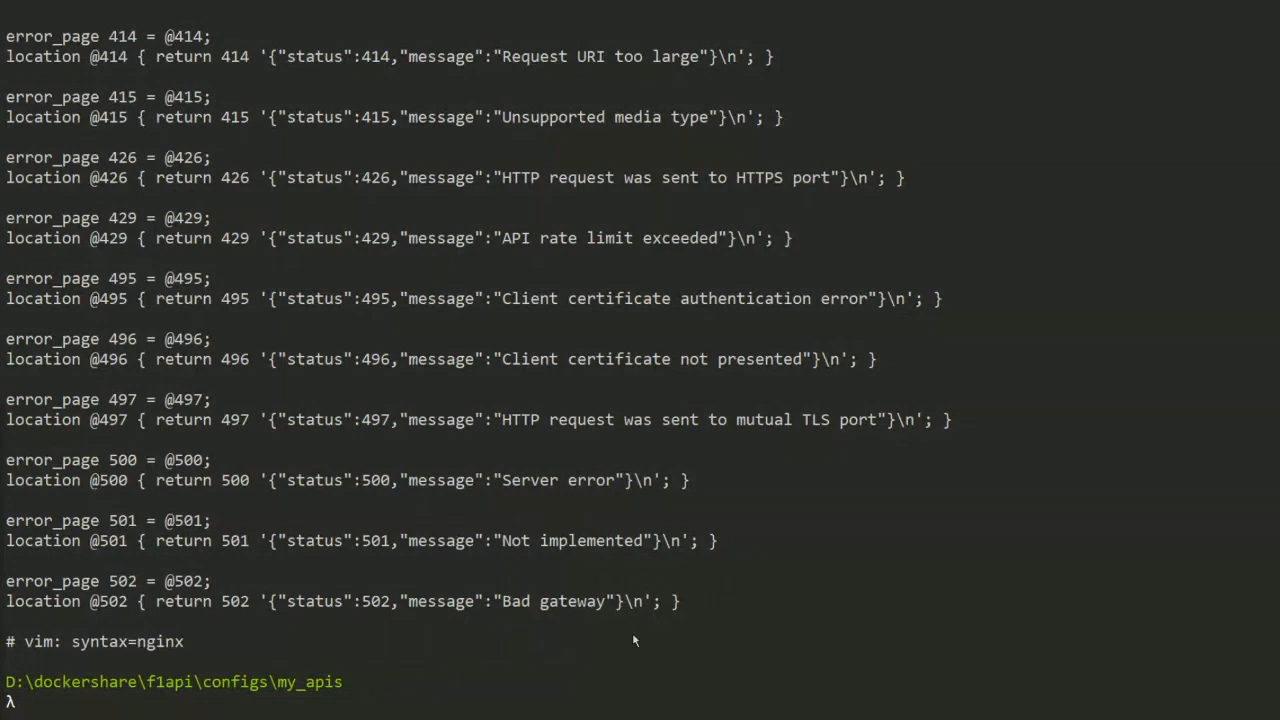 error_page 414 = @414;
location @414 { return 414 '{"status":414,"message":"Request URI too large"}\n'; }
error_page 415 = @415;
location @415 { return 415 '{"status":415,"message":"Unsupported media type"}\n'; }
error_page 426 = @426;
location @426 { return 426 '{"status":426,"message":"HTTP request was sent to HTTPS port"}\n'; }
error_page 429 = @429;
location @429 { return 429 '{"status":429,"message":"API rate limit exceeded"}\n'; }
error_page 495 = @495;
location @495 { return 495 '{"status":495,"message":"Client certificate authentication error"}\n'; }
error_page 496 = @496;
location @496 { return 496 '{"status":496,"message":"Client certificate not presented"}\n'; }
error_page 497 = @497;
location @497 { return 497 '{"status":497,"message":"HTTP request was sent to mutual TLS port"}\n'; }
error_page 500 = @500;
location @500 { return 500 '{"status":500,"message":"Server error"}\n'; }
error_page 501 = @501;
location @501 { return 501 '{"status":501,"message":"Not implemented"}\n'; }
error_page 502 = @502;
location @502 { return 502 '{"status":502,"message":"Bad gateway"}\n'; }
# vim: syntax=nginx
D:\dockershare\f1api\configs\my_apis
λ